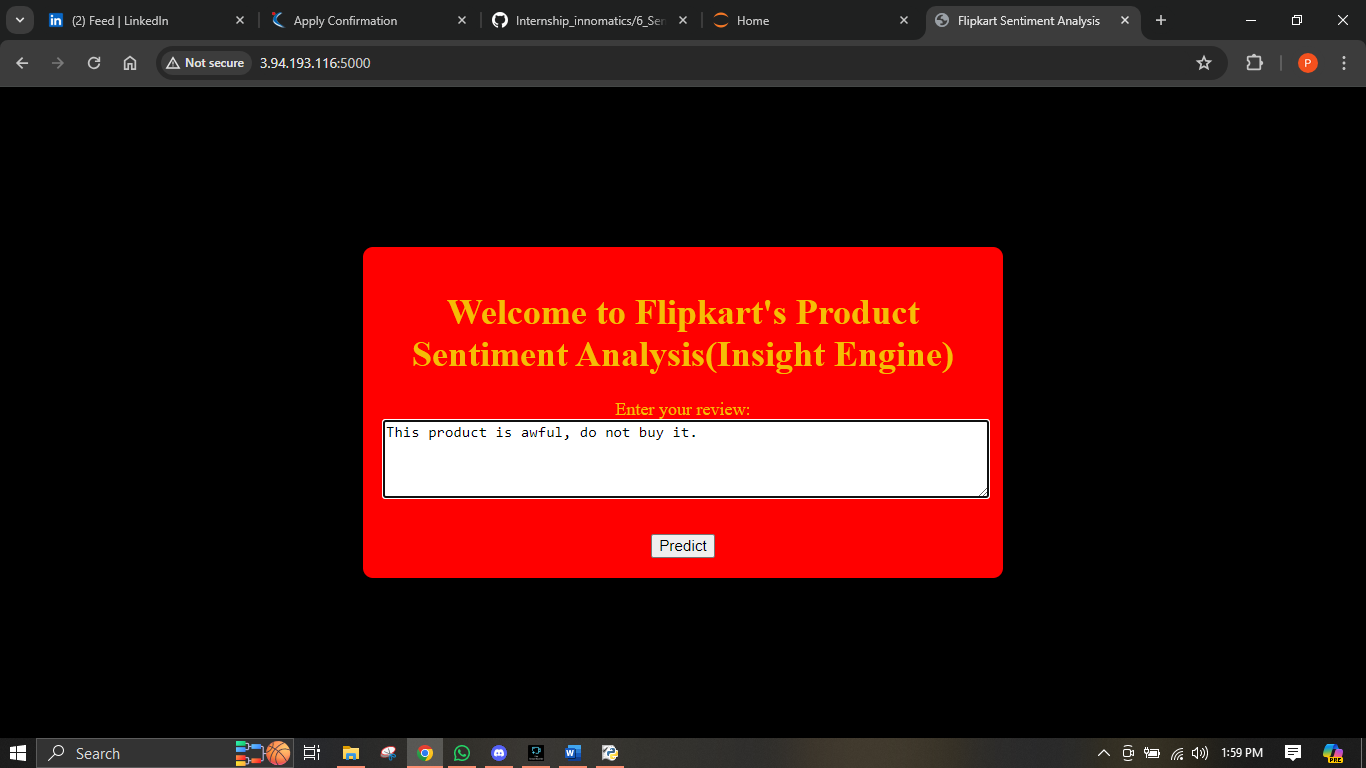 (2) Feed | LinkedIn
Apply Confirmation
Internship_innomatics/6_Sen
Home
Flipkart Sentiment Analysis
Not secure
3.94.193.116:5000
P
Welcome to Flipkart's Product
Sentiment Analysis(Insight Engine)
Enter your review:
This product is awful, do not buy it.
Predict
Search
1:59 PM
PRE